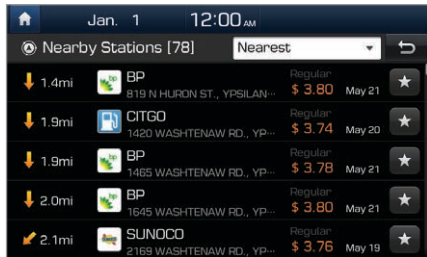 Jan. 1 12:00 AM
Nearby Stations [78] Nearest
1.4mi bp BP Regular
819 N HURON ST., YPSILAN··· $ 3.80 May 21
1.9mi CITGO Regular
1420 WASHTENAW RD., YP··· $ 3.74 May 20
1.9mi bp BP Regular
1465 WASHTENAW RD., YP··· $ 3.78 May 21
2.0mi bp BP Regular
1645 WASHTENAW RD., YP··· $ 3.80 May 21
2.1mi SUNOCO Regular
2169 WASHTENAW RD., YP··· $ 3.76 May 19